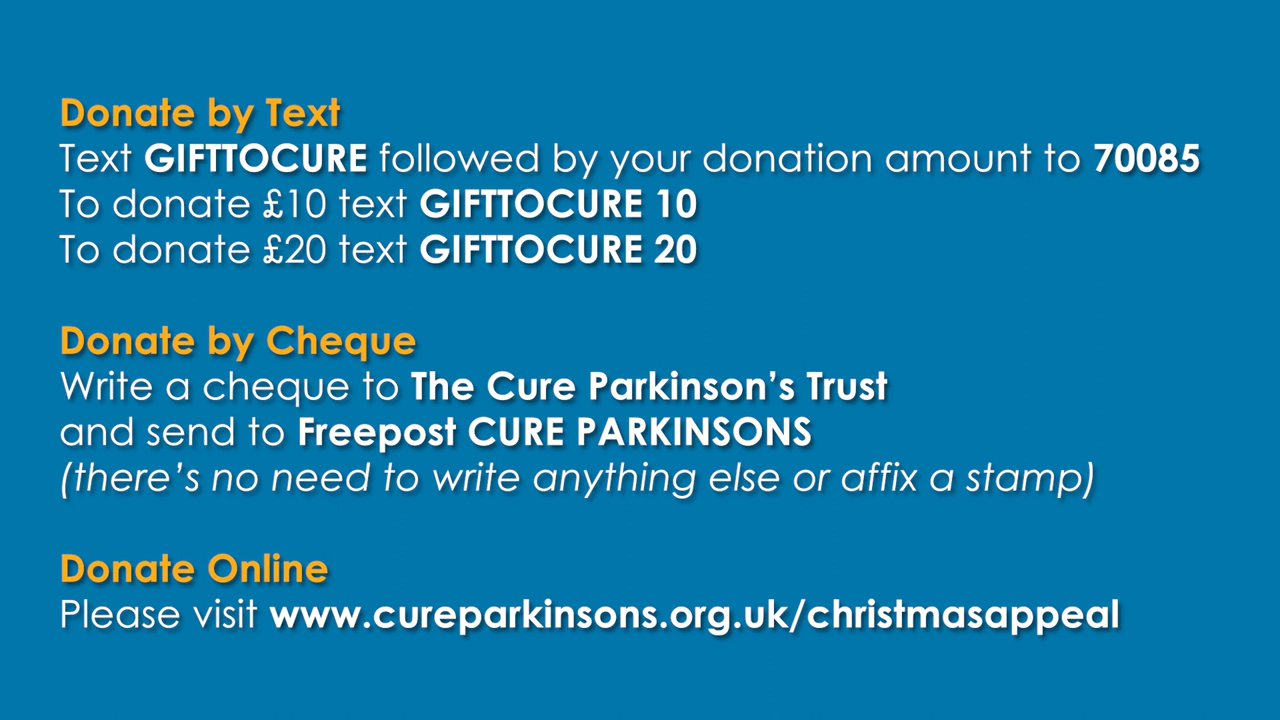 Donate by Text
Text GIFTTOCURE followed by your donation amount to 70085
To donate £10 text GIFTTOCURE 10
To donate £20 text GIFTTOCURE 20
Donate by Cheque
Write a cheque to The Cure Parkinson’s Trust
and send to Freepost CURE PARKINSONS
(there’s no need to write anything else or affix a stamp)
Donate Online
Please visit www.cureparkinsons.org.uk/christmasappeal